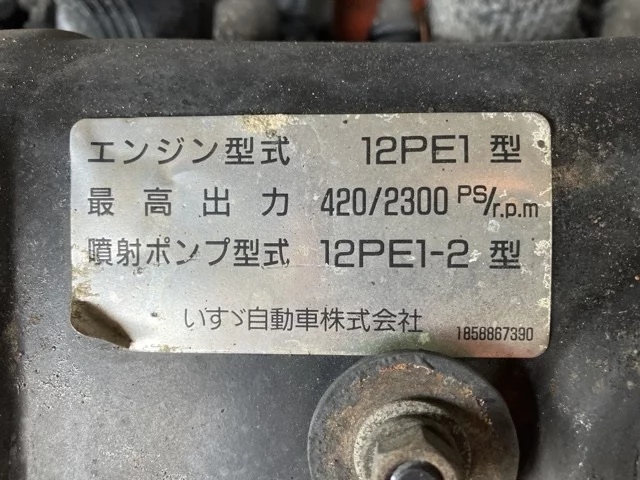 エンジン型式 12PE1 型
最高出力 420/2300 PS/r.p.m
噴射ポンプ型式 12PE1-2 型
いすゞ自動車株式会社 1858867390